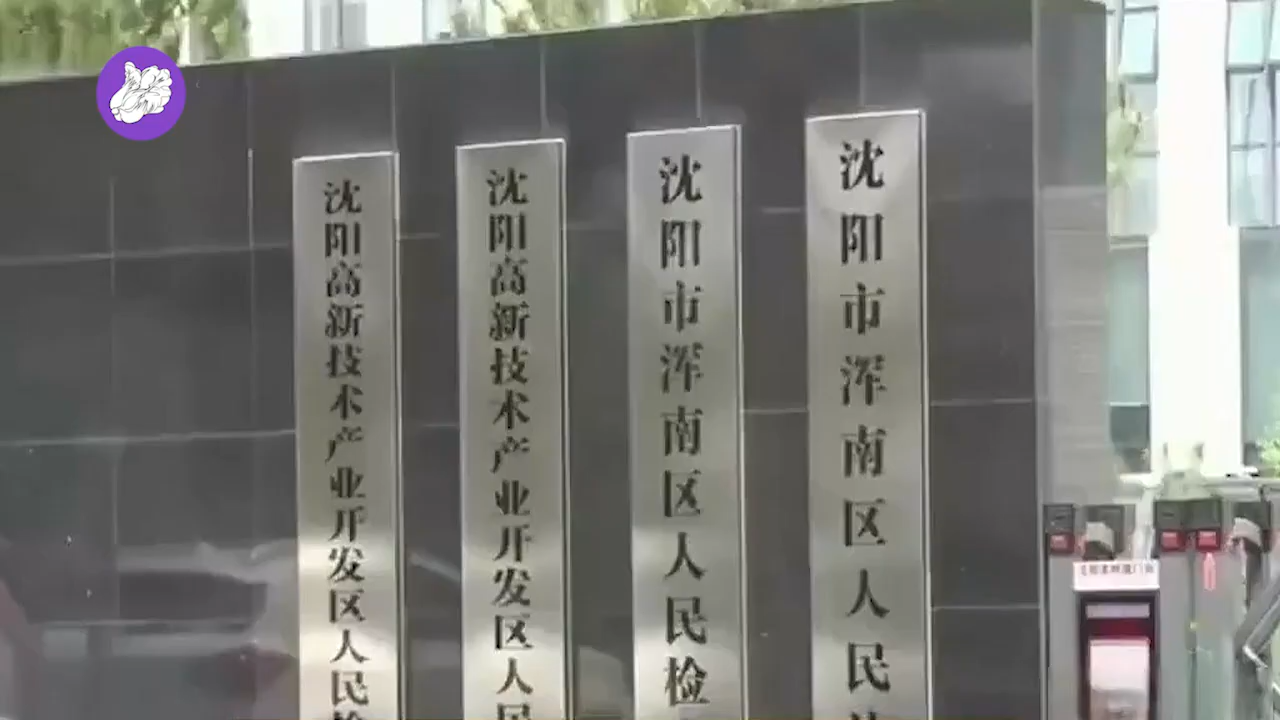 沈阳市浑南区人民
沈阳市浑南区人民检
沈阳高新技术产业开发区人民
沈阳高新技术产业开发区人民检